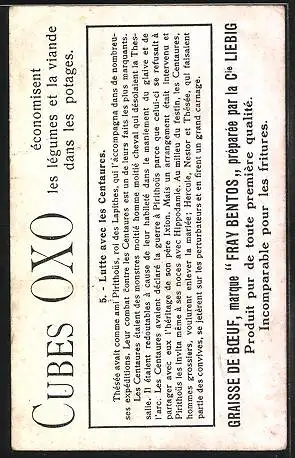 CUBES OXO
économisent
les légumes et la viande
dans les potages.
5. - Lutte avec les Centaures.
Thésée avait comme ami Pirithoüs, roi des Lapithes, qui l'accompagna dans de nombreu-
ses expéditions. Leur combat contre les Centaures est un de leurs faits les plus marquants.
Les Centaures étaient des monstres moitié homme moitié cheval qui désolaient la Thes-
salie. Il étaient redoutables à cause de leur habileté dans le maniement du glaive et de
l'arc. Les Centaures avaient déclaré la guerre à Pirithoüs parce que celui-ci se refusait à
partager avec eux l'héritage de son père Ixion. Mais un arrangement était intervenu et
Pirithoüs les invita même à ses noces avec Hippodamie. Au milieu du festin, les Centaures,
hommes grossiers, voulurent enlever la mariée; Hercule, Nestor et Thésée, qui faisaient
partie des convives, se jetèrent sur les perturbateurs et en firent un grand carnage.
GRAISSE DE BŒUF, marque "FRAY BENTOS„ préparée par la Cie LIEBIG
Produit pur de toute première qualité.
Incomparable pour les fritures.